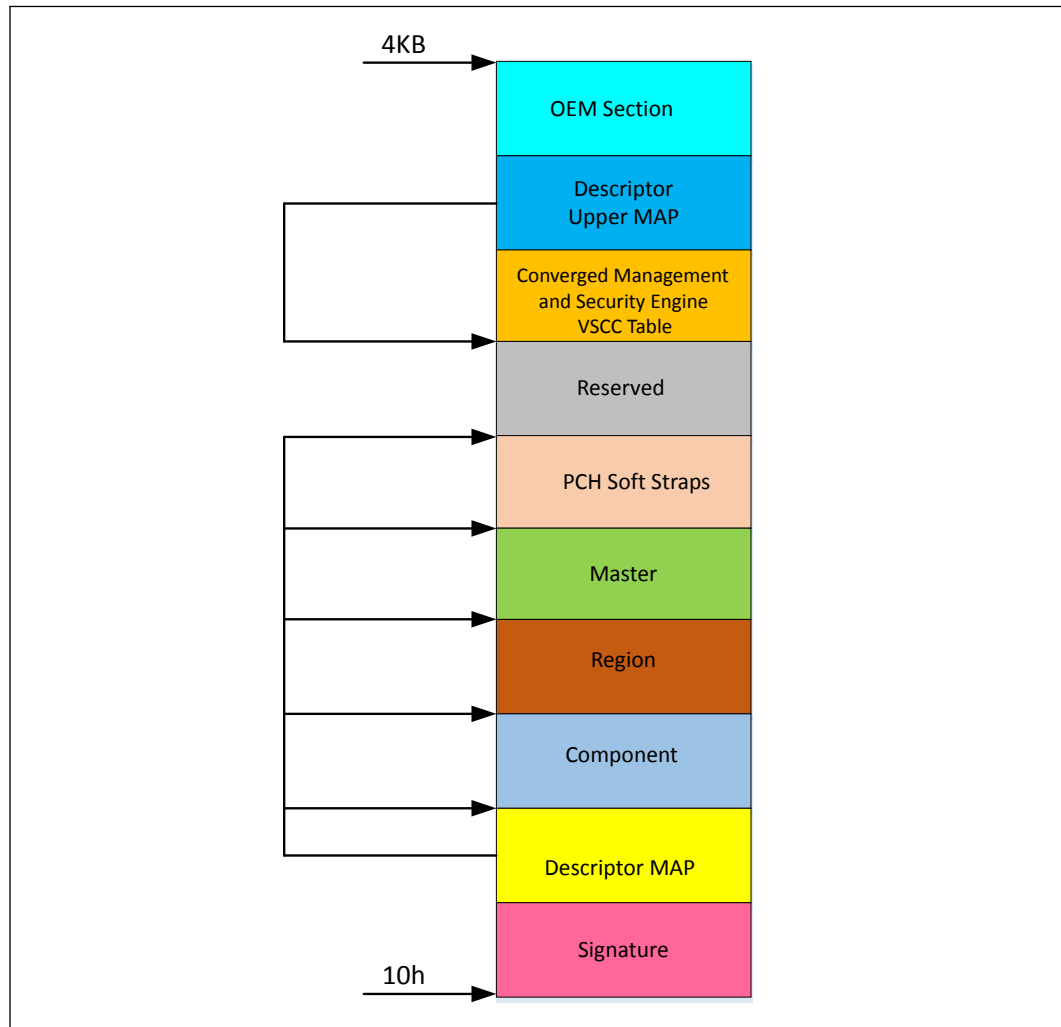 4KB
OEM Section
Descriptor
Upper MAP
Converged Management
and Security Engine
VSCC Table
Reserved
PCH Soft Straps
Master
Region
Component
Descriptor MAP
Signature
10h